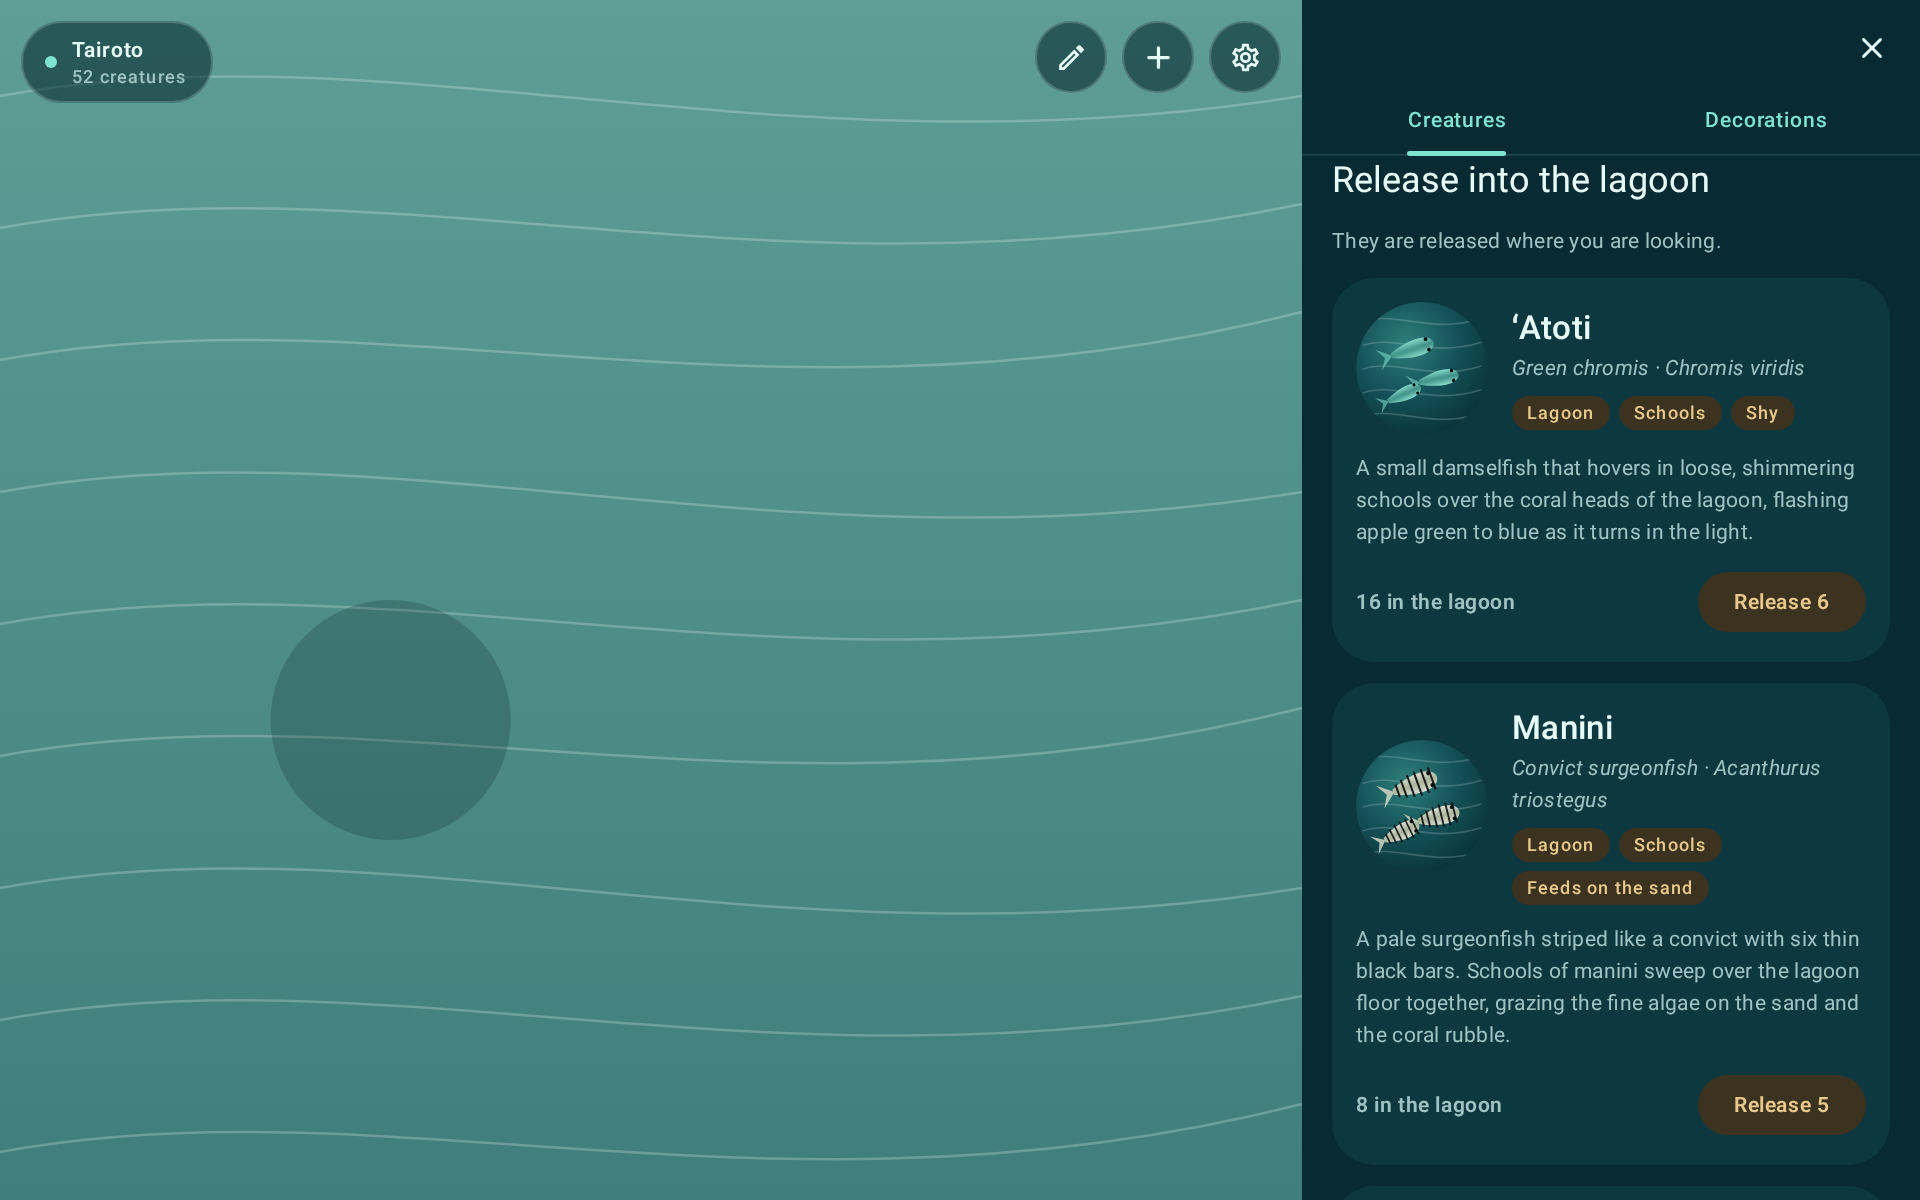 Tairoto
52 creatures
Creatures
Decorations
Release into the lagoon
They are released where you are looking.
ʻAtoti
Green chromis · Chromis viridis
Lagoon
Schools
Shy
A small damselfish that hovers in loose, shimmering
schools over the coral heads of the lagoon, flashing
apple green to blue as it turns in the light.
16 in the lagoon
Release 6
Manini
Convict surgeonfish · Acanthurus
triostegus
Lagoon
Schools
Feeds on the sand
A pale surgeonfish striped like a convict with six thin
black bars. Schools of manini sweep over the lagoon
floor together, grazing the fine algae on the sand and
the coral rubble.
8 in the lagoon
Release 5